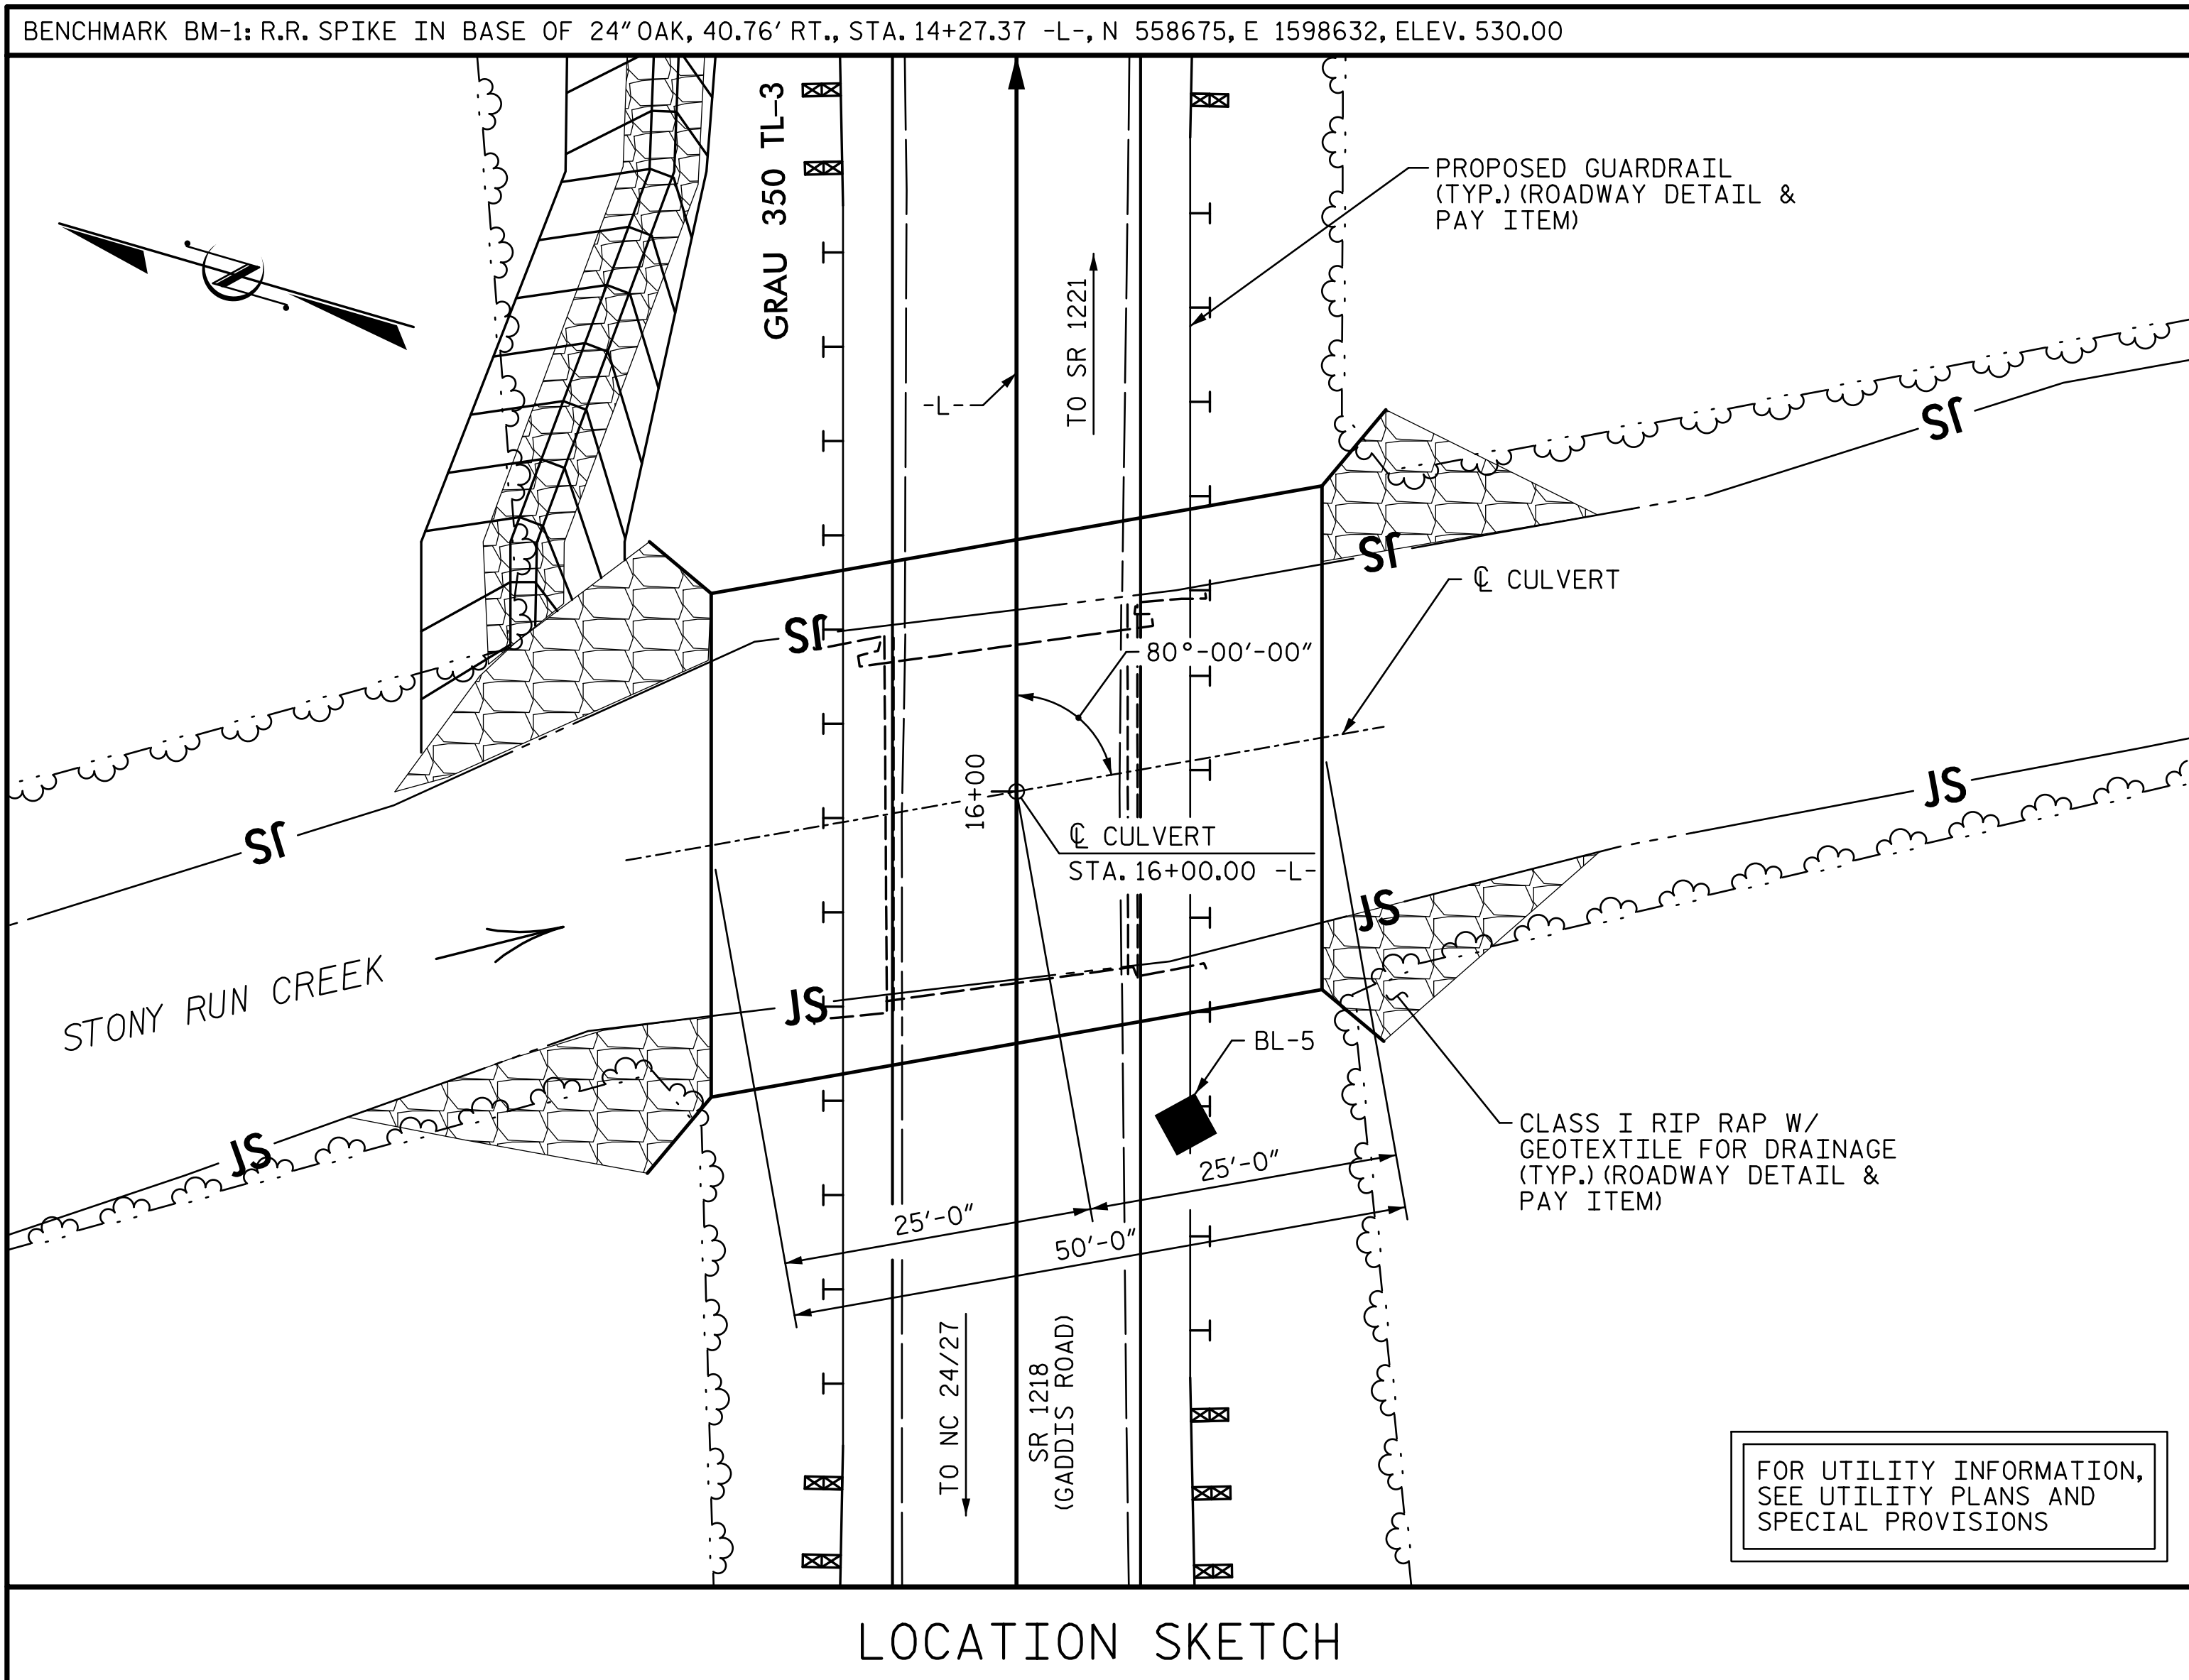 BENCHMARK BM-1: R.R. SPIKE IN BASE OF 24" OAK, 40.76' RT., STA. 14+27.37 -L-, N 558675, E 1598632, ELEV. 530.00
GRAU 350 TL-3
PROPOSED GUARDRAIL
(TYP.) (ROADWAY DETAIL &
PAY ITEM)
TO SR 1221
-L-
JS
JS
℄ CULVERT
JS
80°-00'-00"
16+00
℄ CULVERT
STA. 16+00.00 -L-
JS
JS
JS
STONY RUN CREEK
JS
JS
BL-5
CLASS I RIP RAP W/
GEOTEXTILE FOR DRAINAGE
(TYP.) (ROADWAY DETAIL &
PAY ITEM)
25'-0"
25'-0"
50'-0"
TO NC 24/27
SR 1218
(GADDIS ROAD)
FOR UTILITY INFORMATION,
SEE UTILITY PLANS AND
SPECIAL PROVISIONS
LOCATION SKETCH